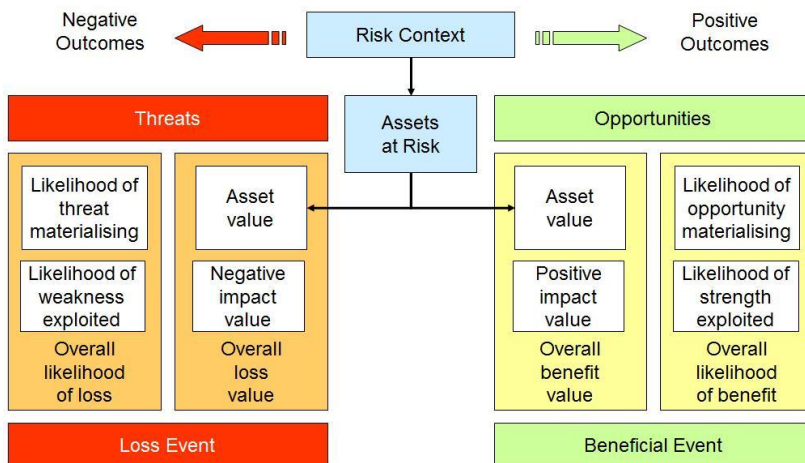 Negative
Outcomes
Risk Context
Positive
Outcomes
Threats
Assets
at Risk
Opportunities
Likelihood of
threat
materialising
Asset
value
Asset
value
Likelihood of
opportunity
materialising
Likelihood of
weakness
exploited
Negative
impact
value
Positive
impact
value
Likelihood of
strength
exploited
Overall
likelihood
of loss
Overall
loss
value
Overall
benefit
value
Overall
likelihood
of benefit
Loss Event
Beneficial Event